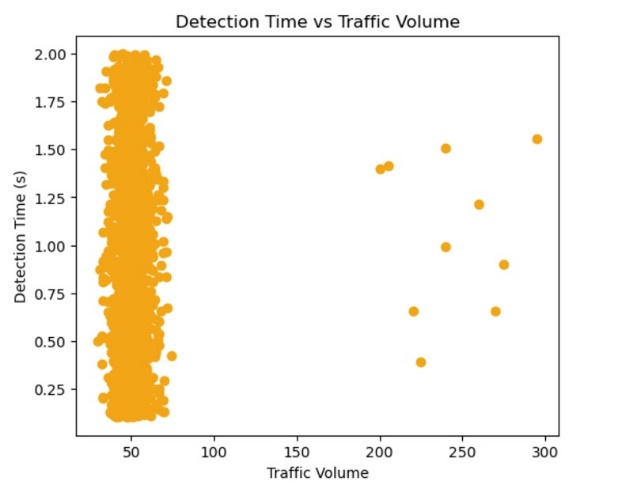 Detection Time vs Traffic Volume
Detection Time (s)
2.00
1.75
1.50
1.25
1.00
0.75
0.50
0.25
50 100 150 200 250 300
Traffic Volume